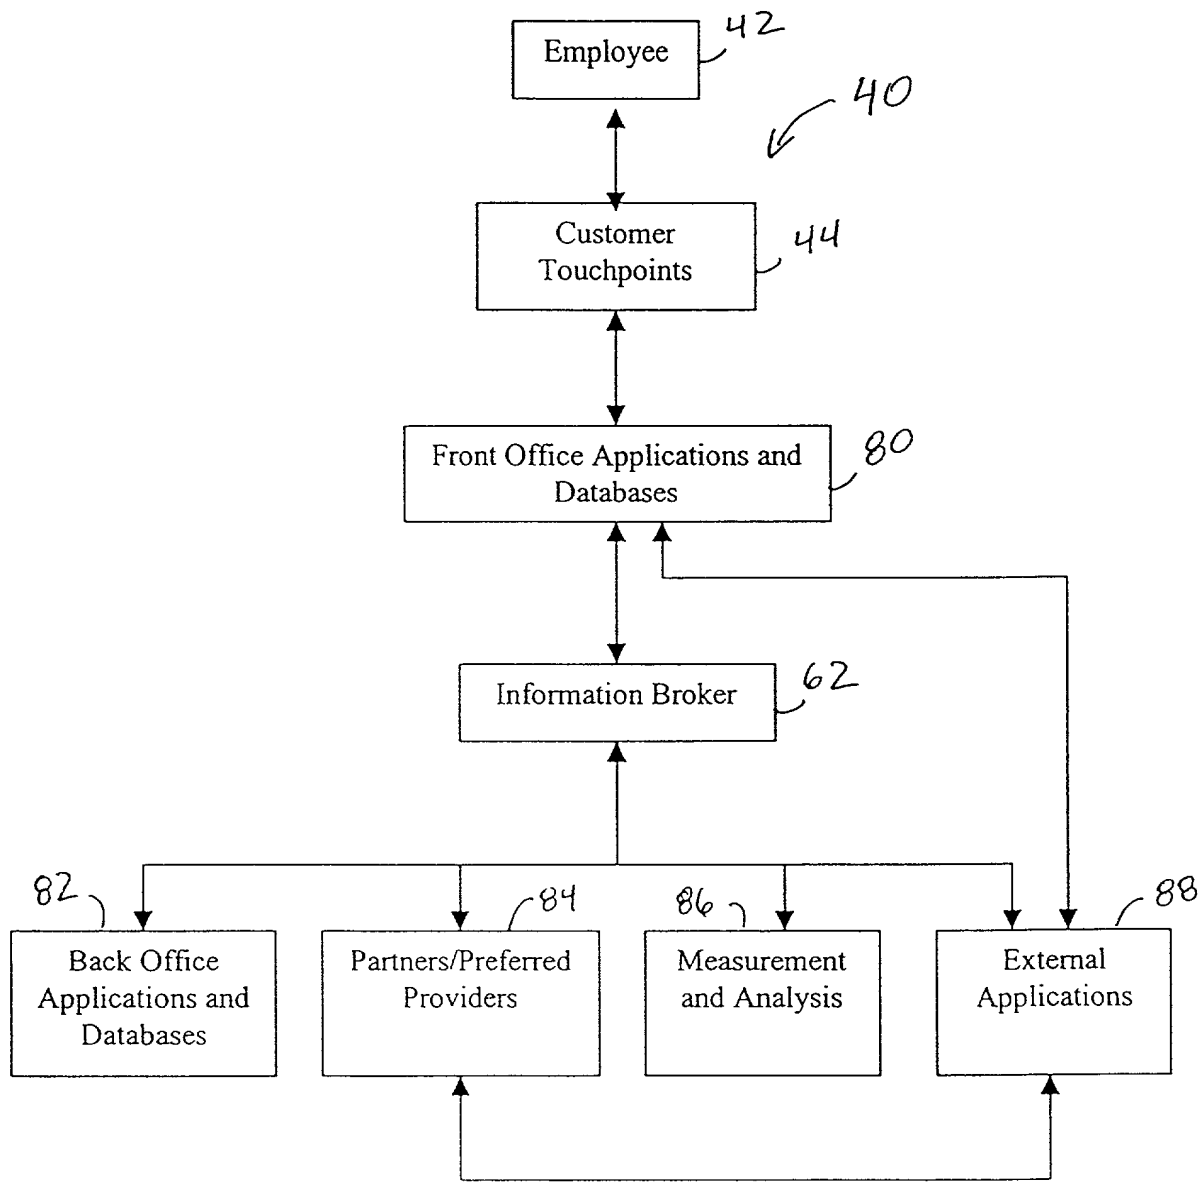 Employee
42
40
Customer
Touchpoints
44
Front Office Applications and
Databases
80
Information Broker
62
82
Back Office
Applications and
Databases
84
Partners/Preferred
Providers
86
Measurement
and Analysis
88
External
Applications